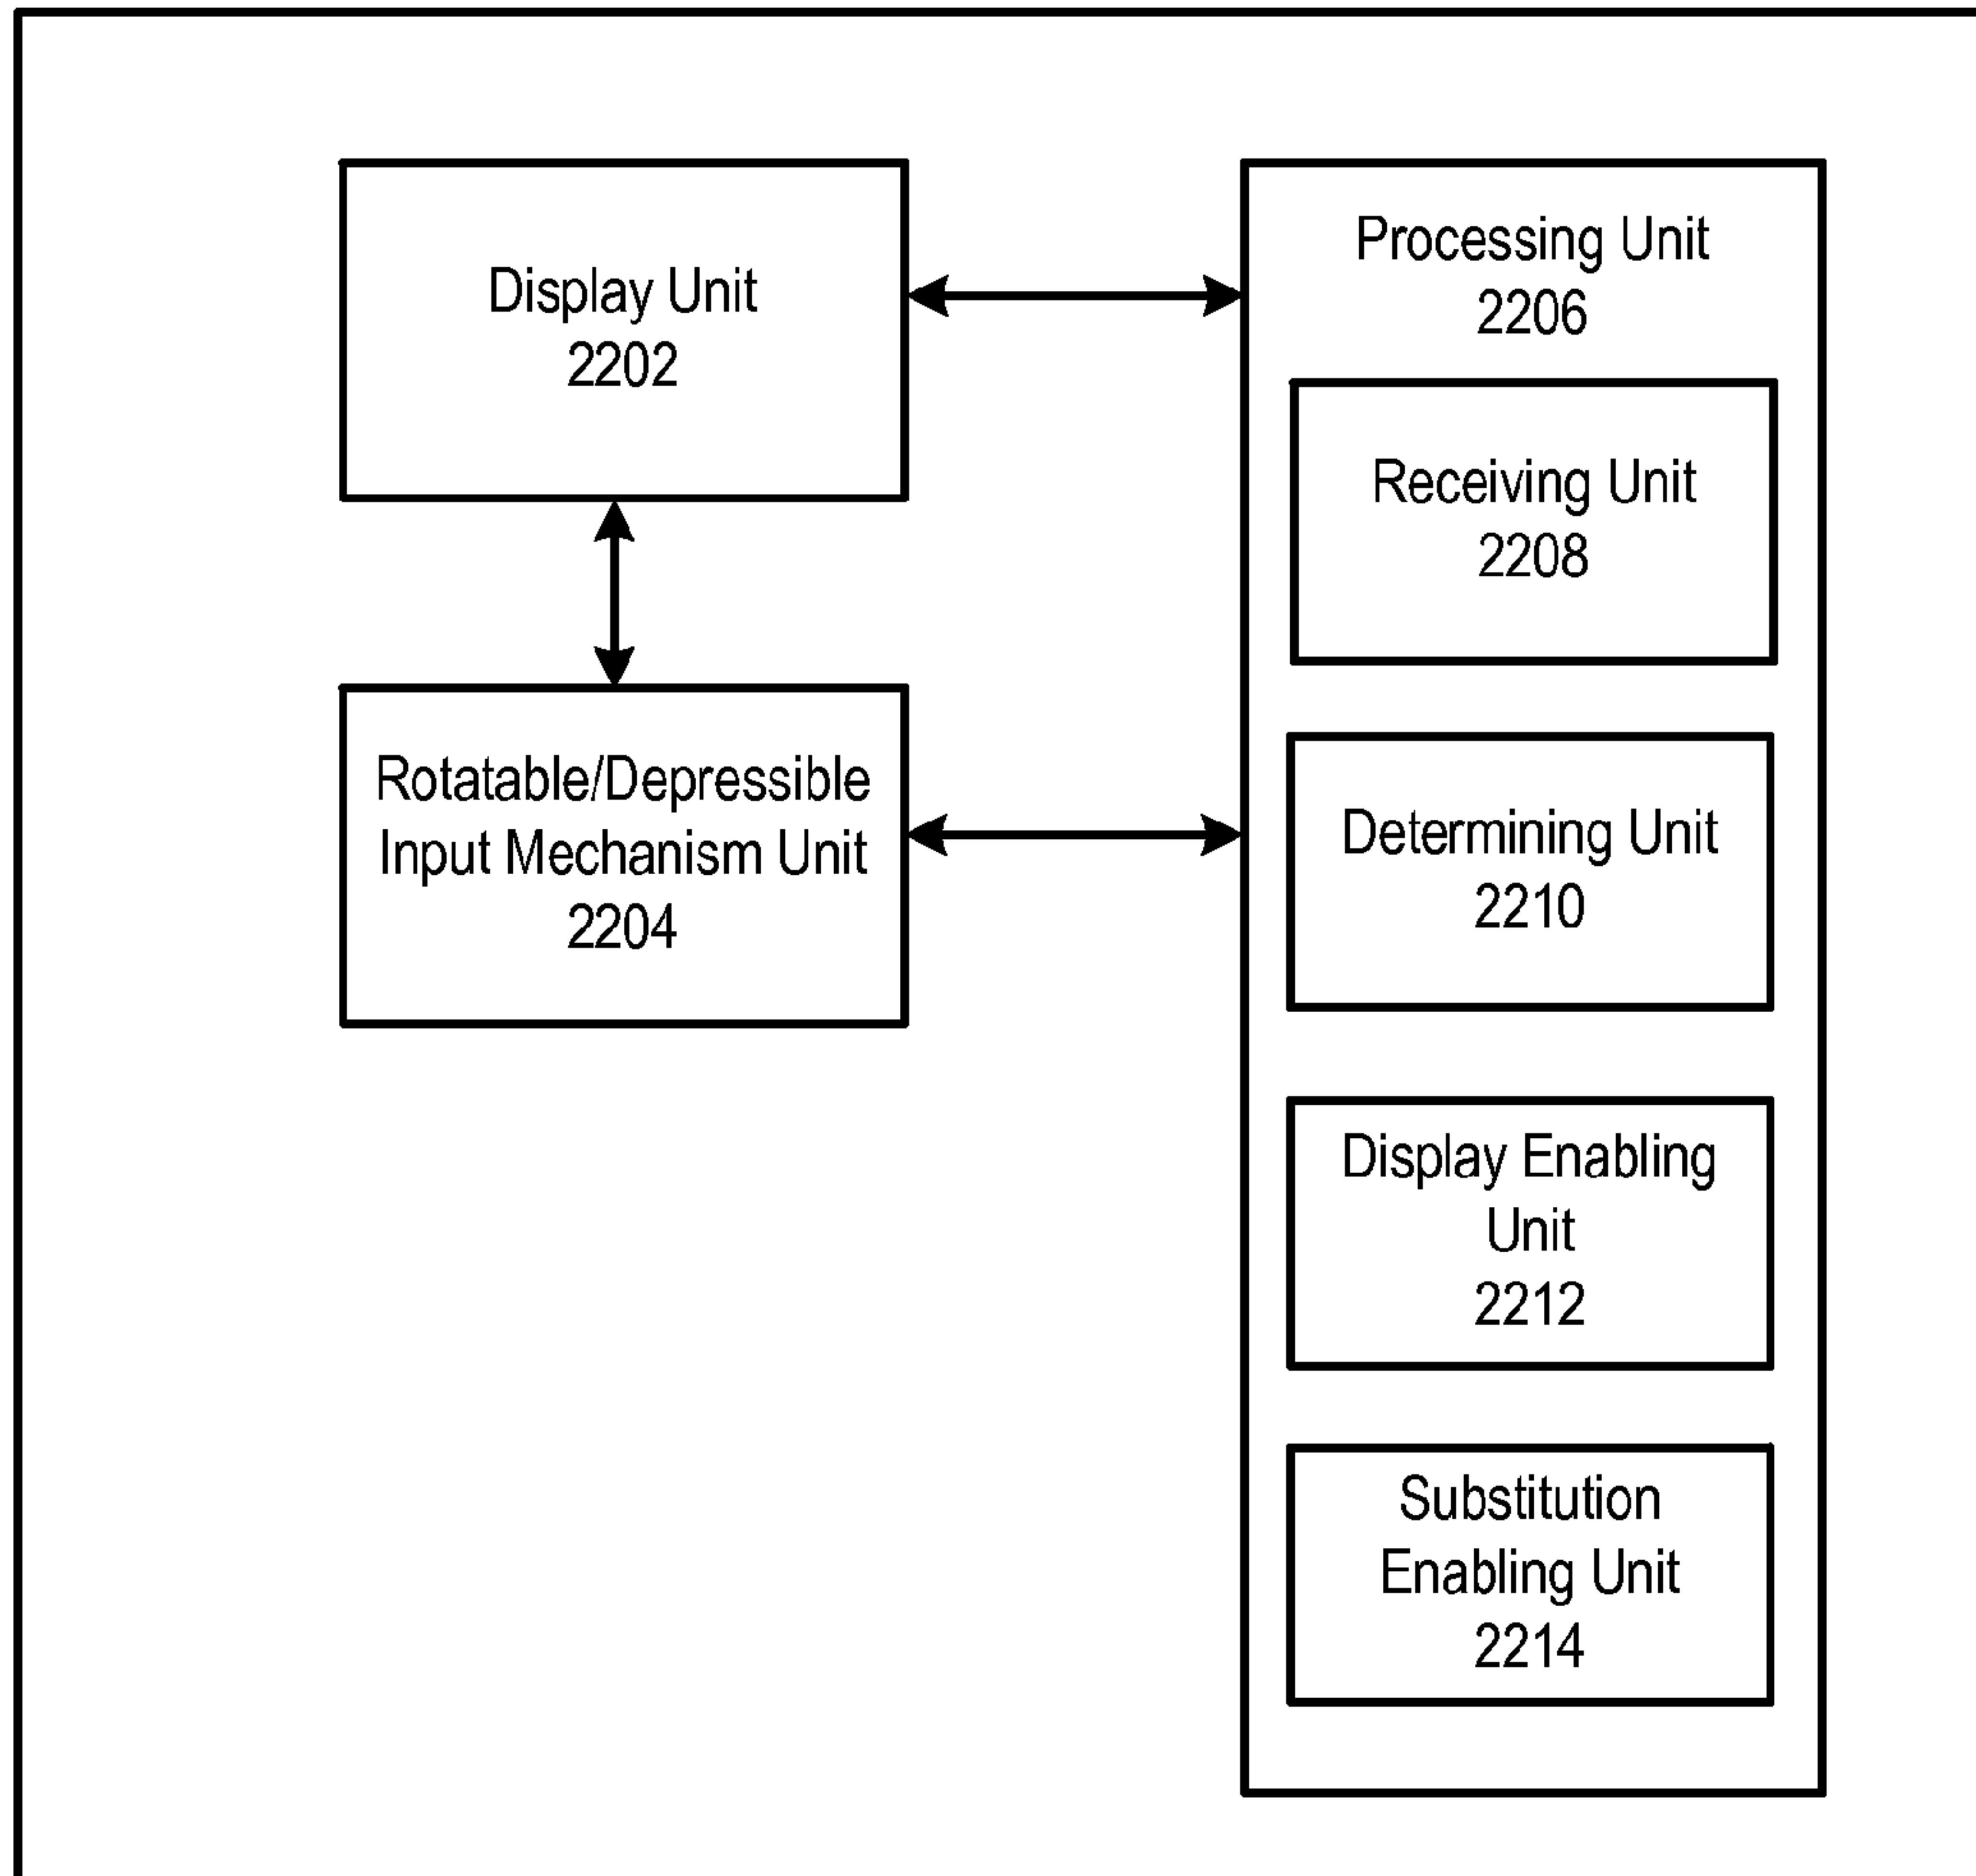 Display Unit
2202
Rotatable/Depressible
Input Mechanism Unit
2204
Processing Unit
2206
Receiving Unit
2208
Determining Unit
2210
Display Enabling
Unit
2212
Substitution
Enabling Unit
2214